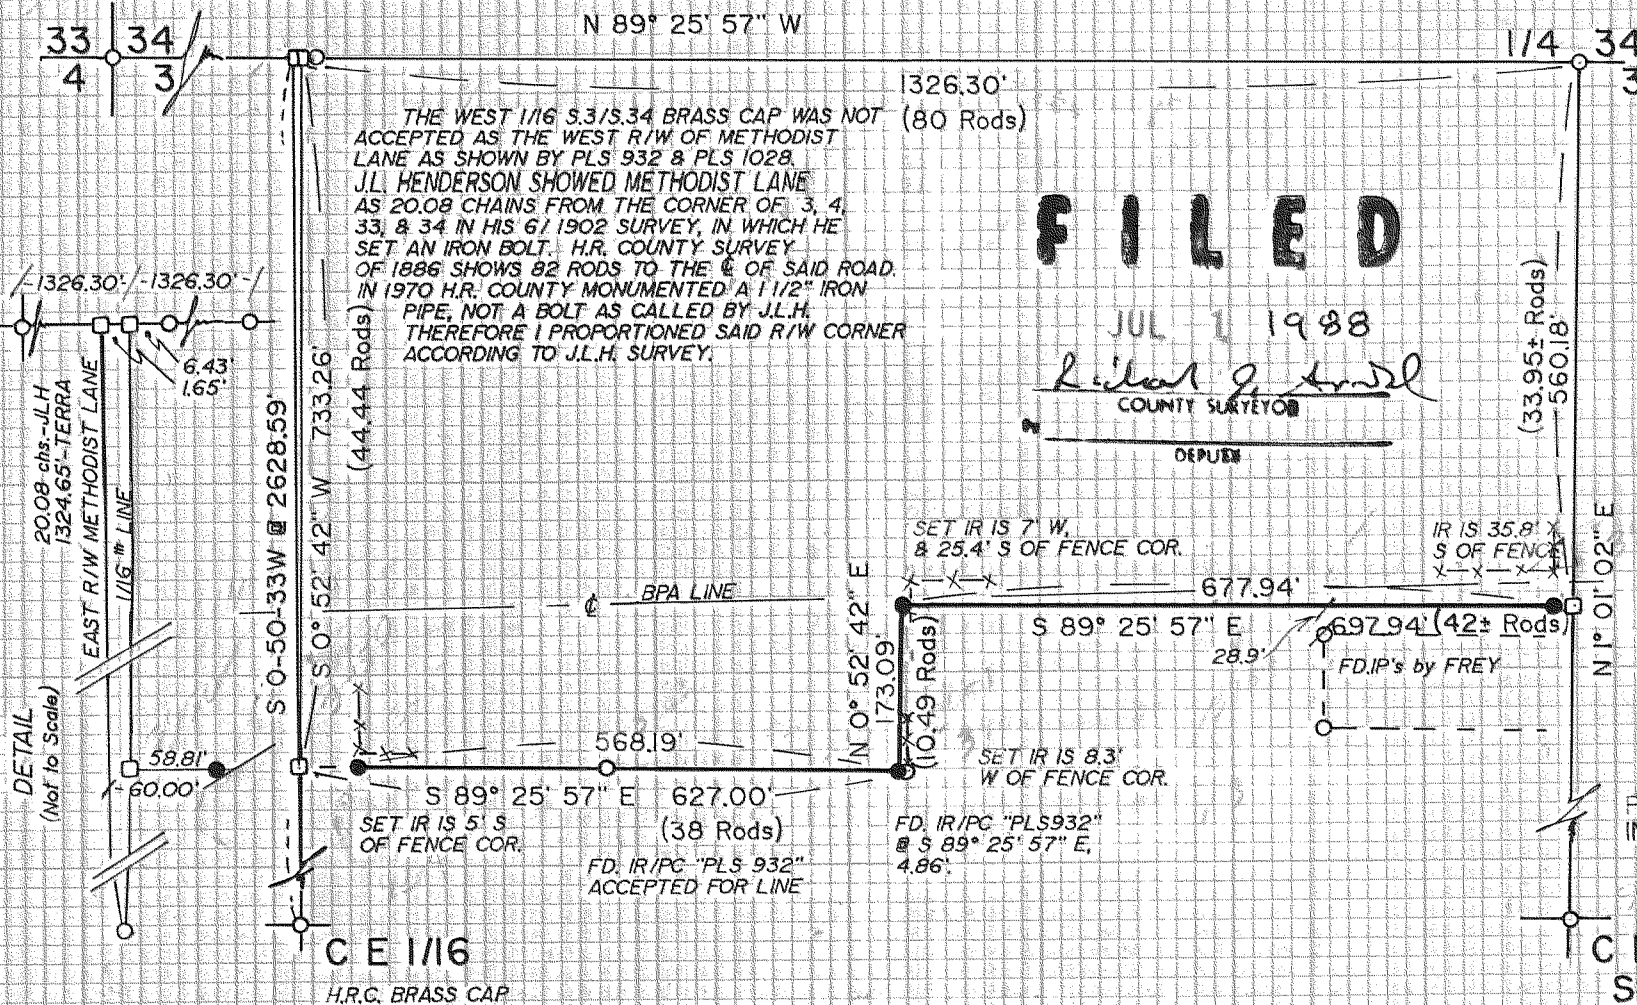 N 89° 25' 57" W
33 34
4 3
1/4 34
3
1326.30'
(80 Rods)
THE WEST 1/16 S.3/S.34 BRASS CAP WAS NOT
ACCEPTED AS THE WEST R/W OF METHODIST
LANE AS SHOWN BY PLS 932 & PLS 1028.
J.L. HENDERSON SHOWED METHODIST LANE
AS 20.08 CHAINS FROM THE CORNER OF 3, 4,
33, & 34 IN HIS 6/ 1902 SURVEY, IN WHICH HE
SET AN IRON BOLT. H.R. COUNTY SURVEY
OF 1886 SHOWS 82 RODS TO THE ℄ OF SAID ROAD.
IN 1970 H.R. COUNTY MONUMENTED A 1 1/2" IRON
PIPE, NOT A BOLT AS CALLED BY J.L.H.
THEREFORE I PROPORTIONED SAID R/W CORNER
ACCORDING TO J.L.H. SURVEY.
FILED
JUL 1 1988
COUNTY SURVEYOR
DEPUTY
1326.30' 1326.30'
6.43'
1.65'
20.08 chs.-JLH
1324.65'-TERRA
EAST R/W METHODIST LANE
1/16 th LINE
S 0-50-33W @ 2628.59'
S 0° 52' 42" W 733.26'
(44.44 Rods)
(33.95± Rods)
560.18'
N 1° 01' 02" E
SET IR IS 7' W,
& 25.4' S OF FENCE COR.
IR IS 35.8'
S OF FENCE
℄ BPA LINE
677.94'
S 89° 25' 57" E
697.94' (42± Rods)
28.9'
FD.IP's by FREY
N 0° 52' 42" E
173.09'
(10.49 Rods)
DETAIL
(Not to Scale)
58.81'
60.00'
568.19'
S 89° 25' 57" E 627.00'
(38 Rods)
SET IR IS 5' S
OF FENCE COR.
FD. IR/PC "PLS 932"
ACCEPTED FOR LINE
SET IR IS 8.3'
W OF FENCE COR.
FD. IR/PC "PLS932"
@ S 89° 25' 57" E,
4.86'.
C E 1/16
H.R.C. BRASS CAP
C
S